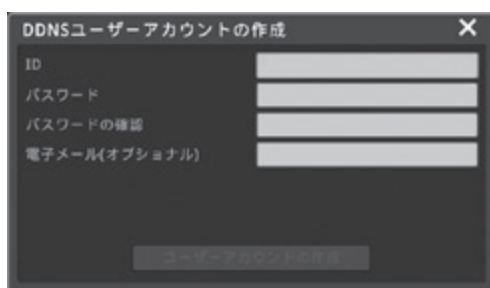 DDNSユーザーアカウントの作成
ID
パスワード
パスワードの確認
電子メール(オプショナル)
ユーザーアカウントの作成